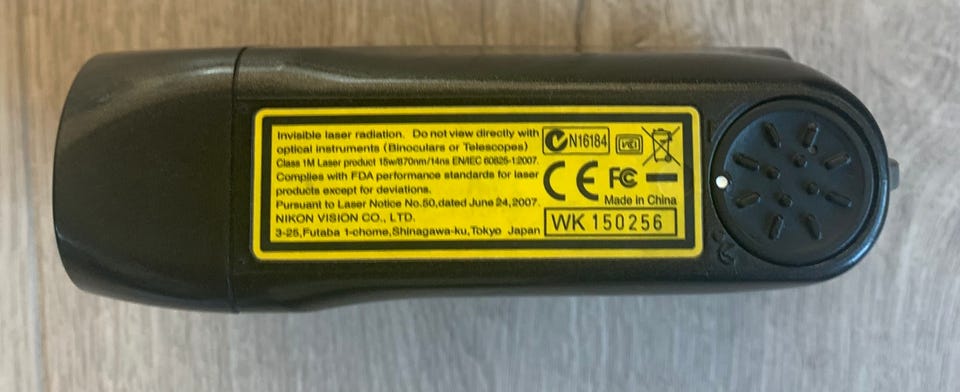 Invisible laser radiation. Do not view directly with
optical instruments (Binoculars or Telescopes)
Class 1M Laser product 15w/870nm/14ns EN/IEC 60825-1:2007.
Complies with FDA performance standards for laser
products except for deviations.
Pursuant to Laser Notice No.50,dated June 24,2007.
NIKON VISION CO., LTD.
3-25,Futaba 1-chome,Shinagawa-ku,Tokyo Japan
N16184
VCI
CE FC
Made in China
WK 150256